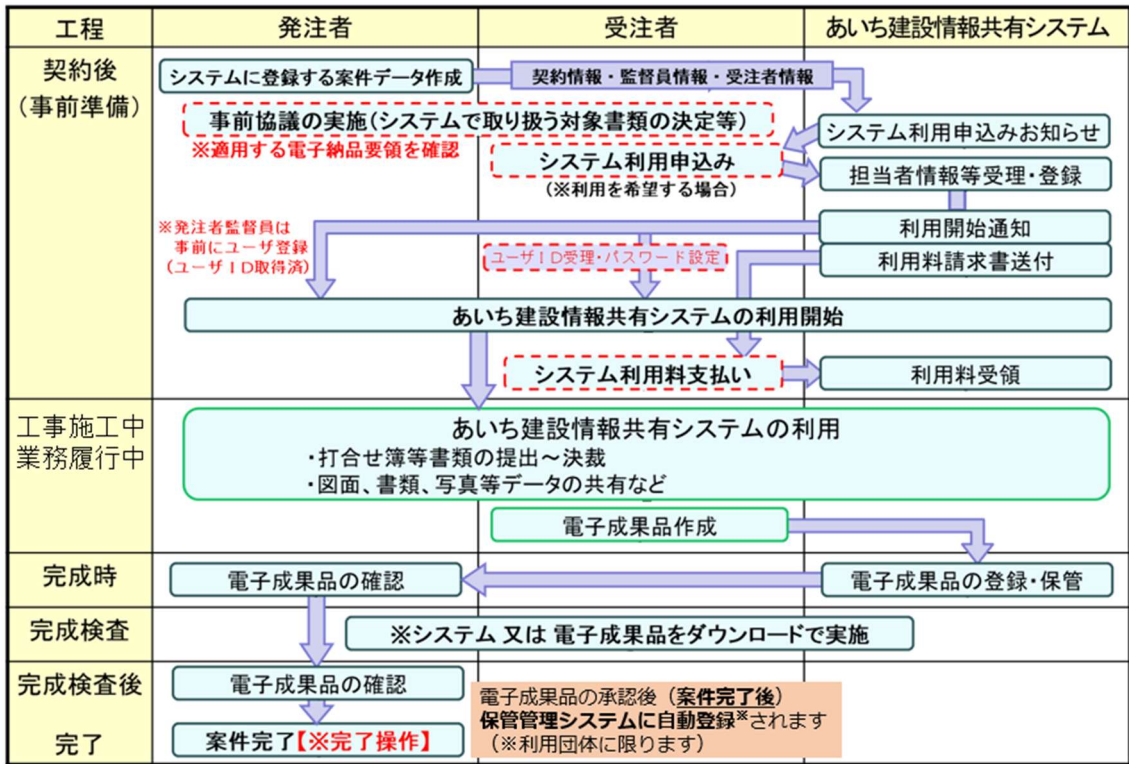 工程
発注者
受注者
あいち建設情報共有システム
契約後
(事前準備)
システムに登録する案件データ作成
契約情報・監督員情報・受注者情報
事前協議の実施(システムで取り扱う対象書類の決定等)
※適用する電子納品要領を確認
システム利用申込みお知らせ
システム利用申込み
(※利用を希望する場合)
担当者情報等受理・登録
※発注者監督員は
事前にユーザ登録
(ユーザID取得済)
利用開始通知
ユーザID受理・パスワード設定
利用料請求書送付
あいち建設情報共有システムの利用開始
システム利用料支払い
利用料受領
工事施工中
業務履行中
あいち建設情報共有システムの利用
・打合せ簿等書類の提出~決裁
・図面、書類、写真等データの共有など
電子成果品作成
完成時
電子成果品の確認
電子成果品の登録・保管
完成検査
※システム 又は 電子成果品をダウンロードで実施
完成検査後
電子成果品の確認
電子成果品の承認後(案件完了後)
保管管理システムに自動登録※されます
(※利用団体に限ります)
完了
案件完了【※完了操作】